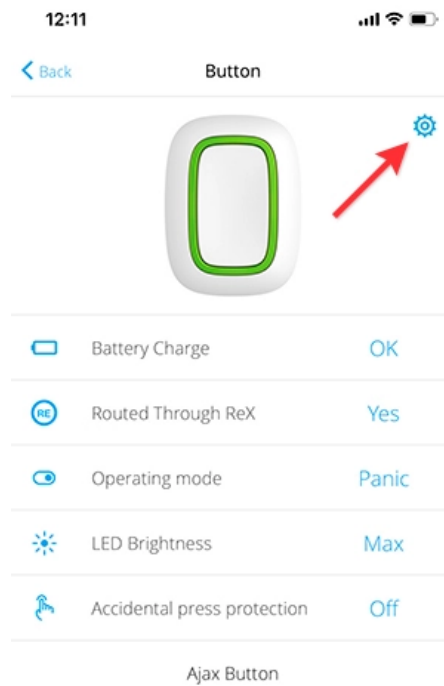 12:11
Back Button
Battery Charge OK
RE Routed Through ReX Yes
Operating mode Panic
LED Brightness Max
Accidental press protection Off
Ajax Button